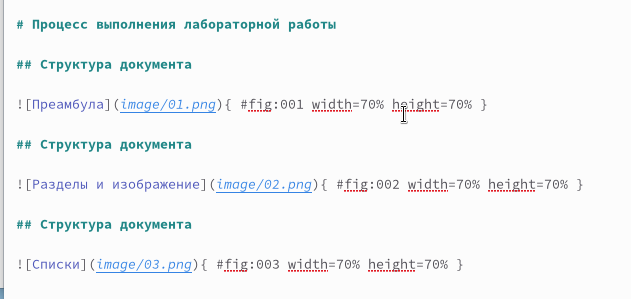 # Процесс выполнения лабораторной работы
## Структура документа
![Преамбула](image/01.png){ #fig:001 width=70% height=70% }
## Структура документа
![Разделы и изображение](image/02.png){ #fig:002 width=70% height=70% }
## Структура документа
![Списки](image/03.png){ #fig:003 width=70% height=70% }